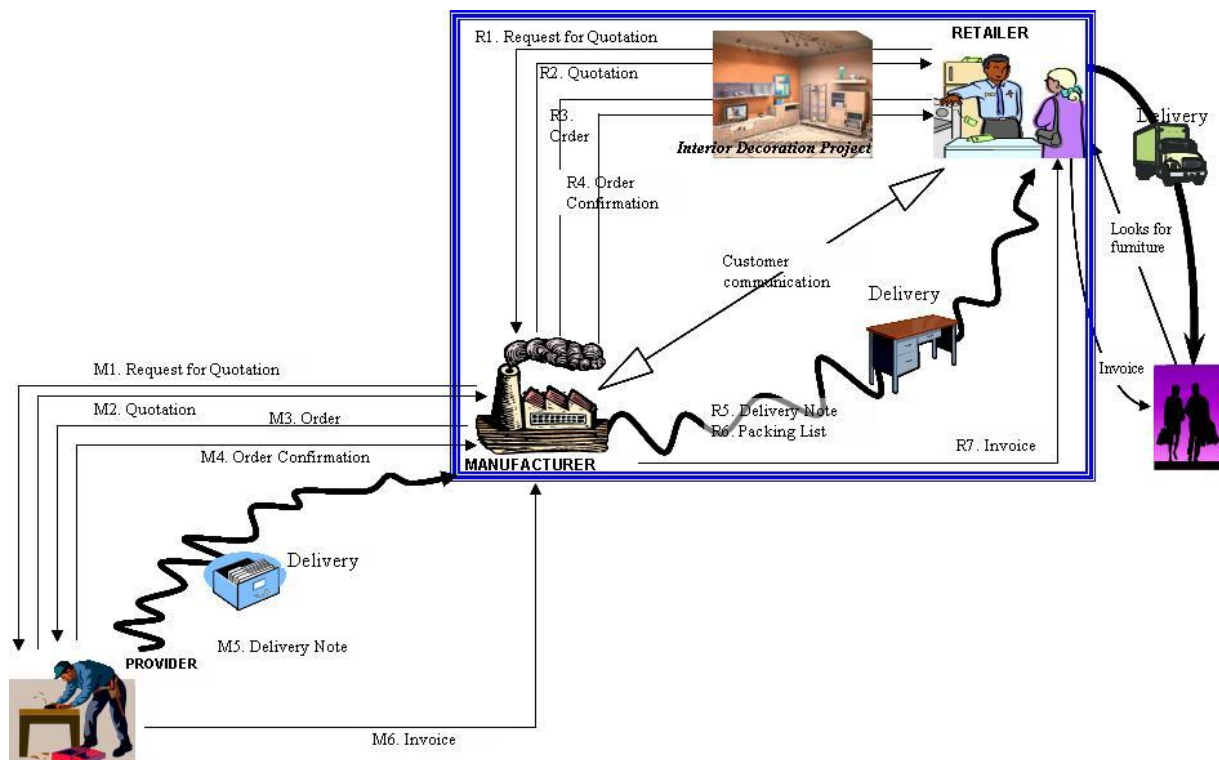 R1. Request for Quotation
RETAILER
R2. Quotation
R3.
Order
Delivery
Interior Decoration Project
R4. Order
Confirmation
Looks for
furniture
Customer
communication
Delivery
M1. Request for Quotation
Invoice
M2. Quotation
M3. Order
R5. Delivery Note
R6. Packing List
R7. Invoice
M4. Order Confirmation
MANUFACTURER
Delivery
M5. Delivery Note
PROVIDER
M6. Invoice